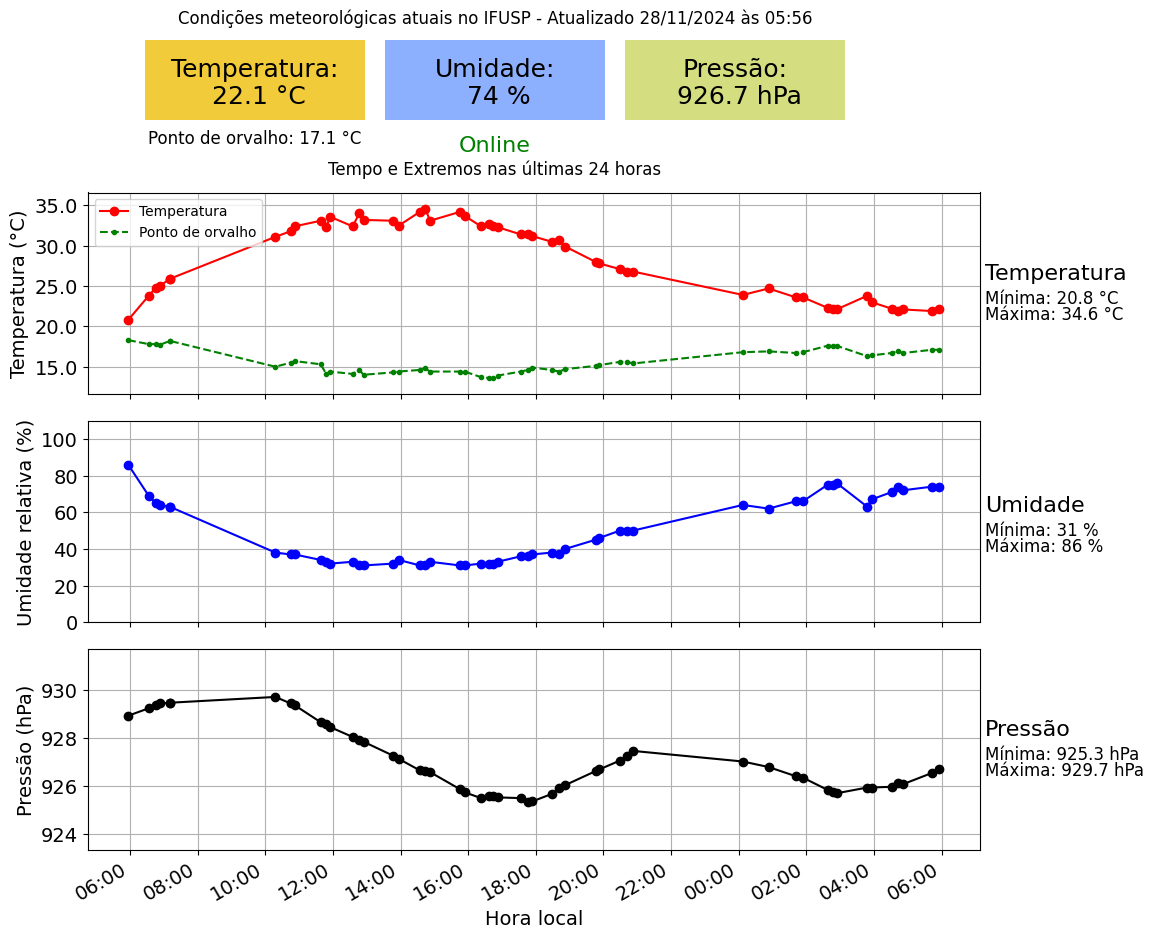 Condições meteorológicas atuais no IFUSP - Atualizado 28/11/2024 às 05:56
Temperatura:
22.1 °C
Umidade:
74 %
Pressão:
926.7 hPa
Ponto de orvalho: 17.1 °C
Online
Tempo e Extremos nas últimas 24 horas
Temperatura (°C)
35.0
30.0
25.0
20.0
15.0
Temperatura
Ponto de orvalho
Temperatura
Mínima: 20.8 °C
Máxima: 34.6 °C
Umidade relativa (%)
100
80
60
40
20
0
Umidade
Mínima: 31 %
Máxima: 86 %
Pressão (hPa)
930
928
926
924
Pressão
Mínima: 925.3 hPa
Máxima: 929.7 hPa
06:00 08:00 10:00 12:00 14:00 16:00 18:00 20:00 22:00 00:00 02:00 04:00 06:00
Hora local